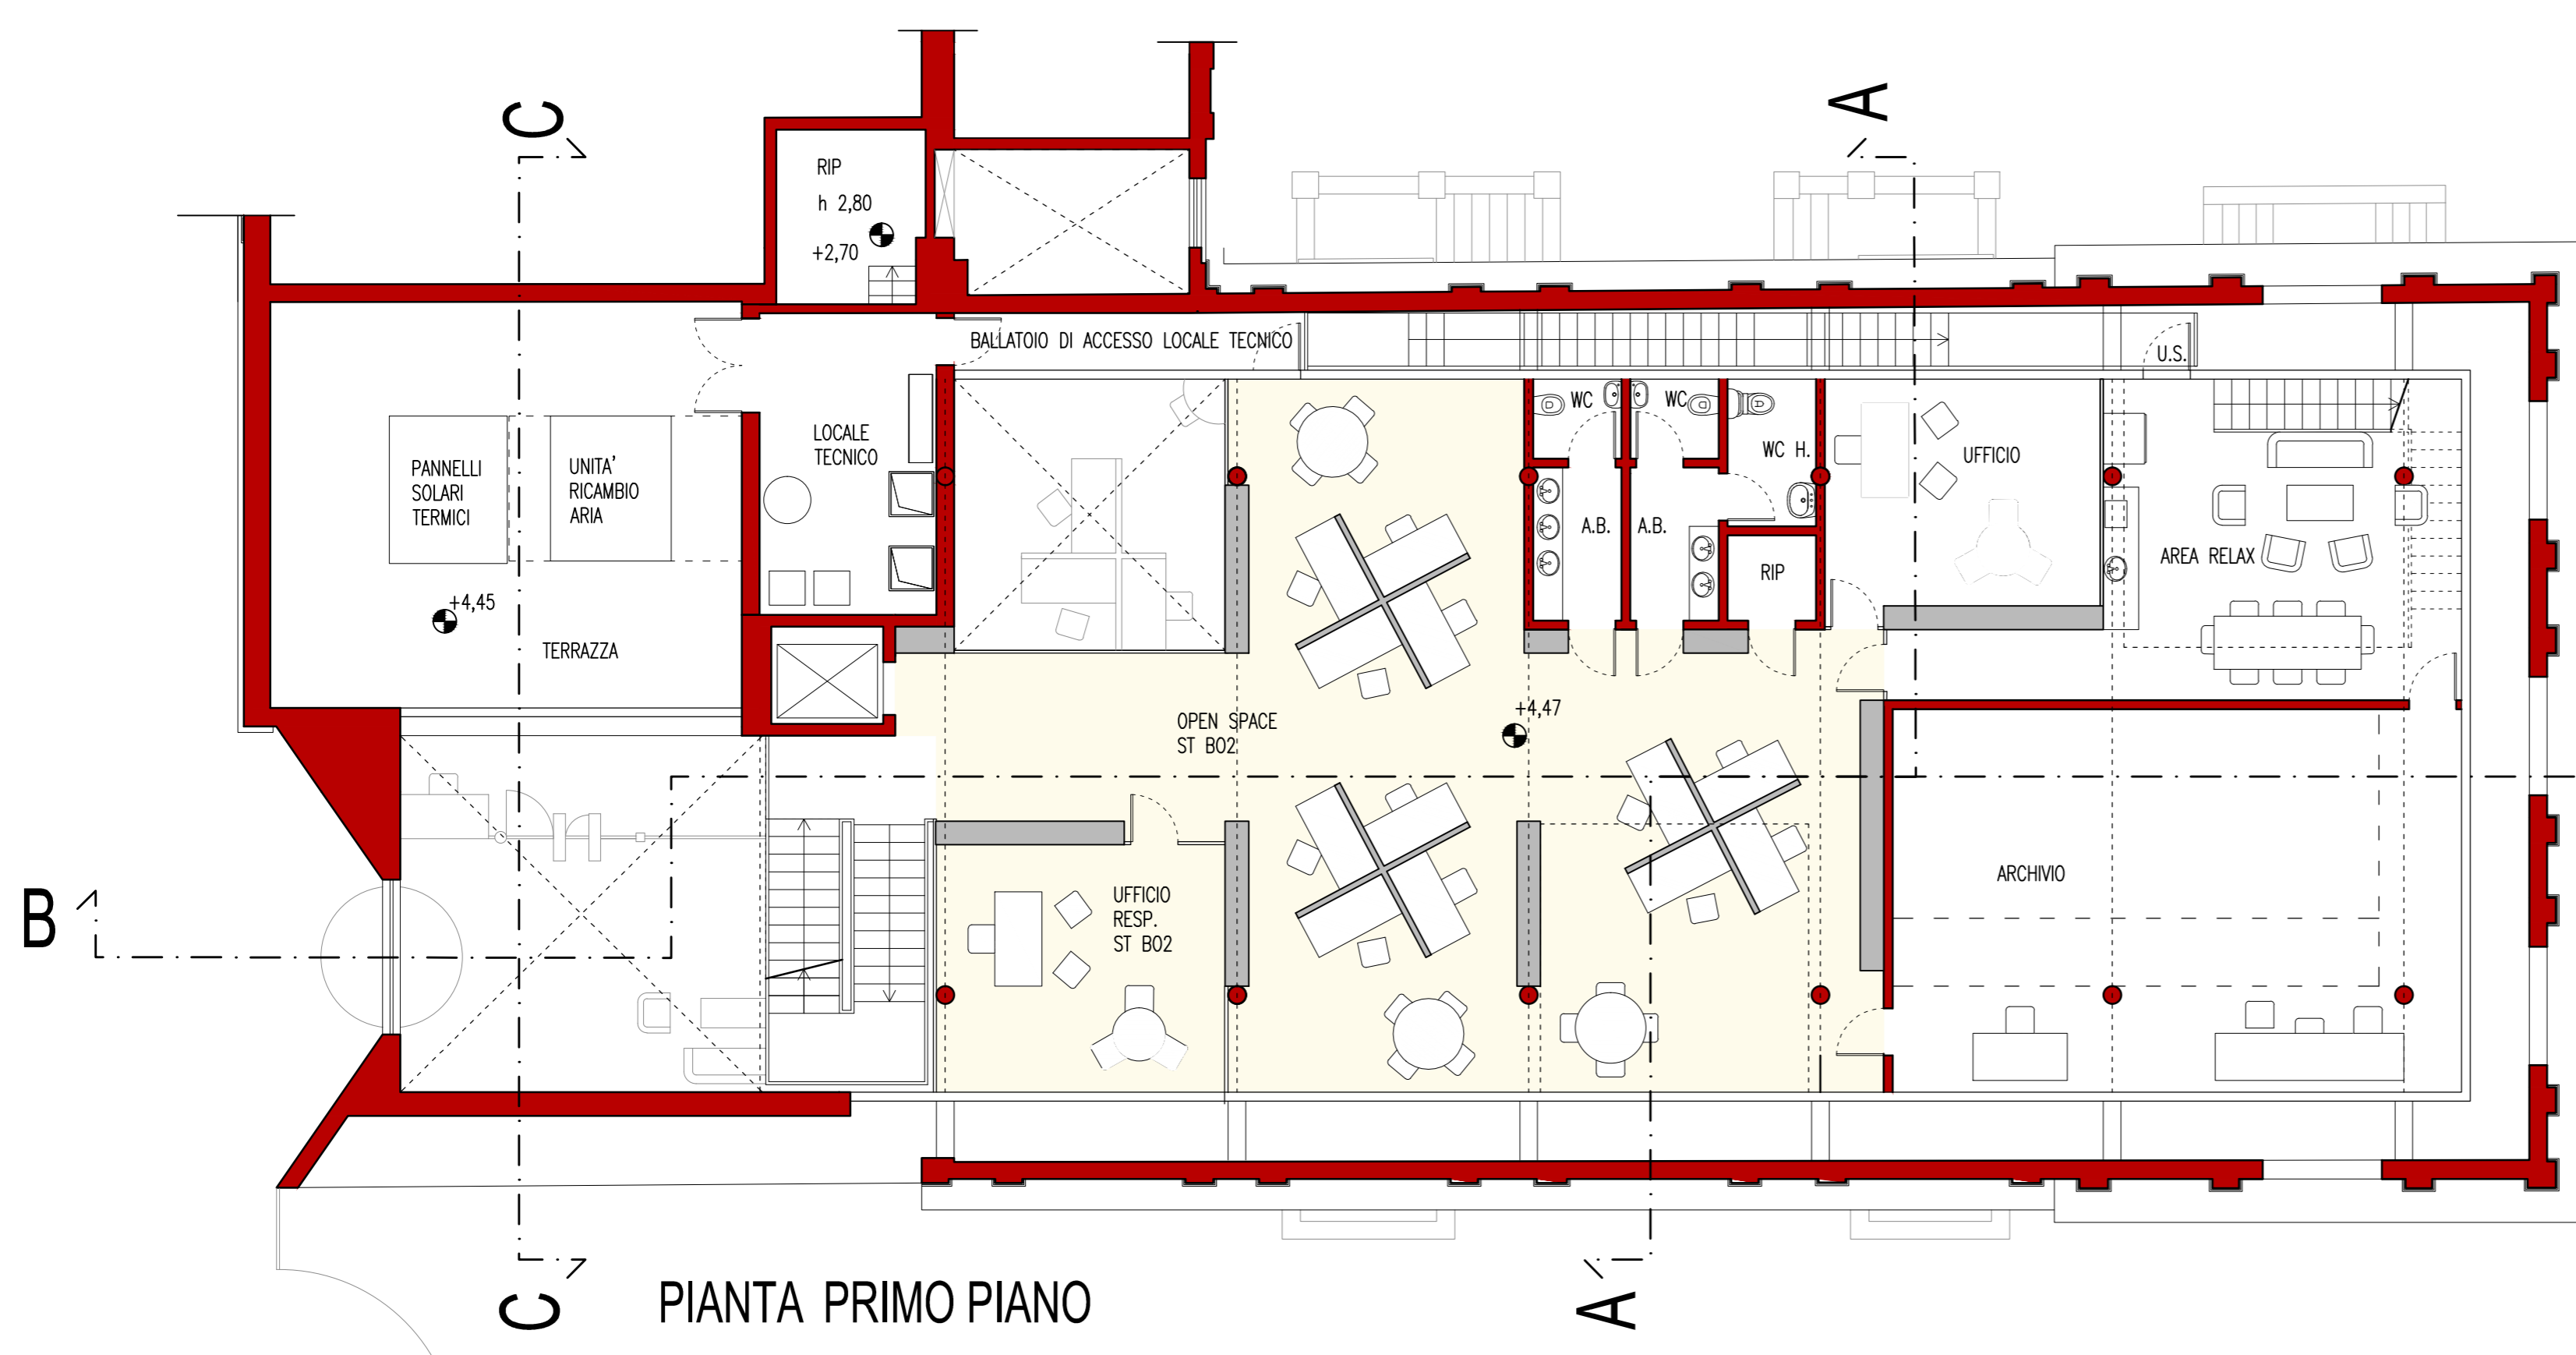 C
A
RIP
h 2,80
+2,70
BALLATOIO DI ACCESSO LOCALE TECNICO
U.S.
WC
WC
WC H.
LOCALE
TECNICO
UFFICIO
PANNELLI
SOLARI
TERMICI
UNITA'
RICAMBIO
ARIA
A.B.
A.B.
AREA RELAX
RIP
+4,45
TERRAZZA
OPEN SPACE
ST BO2
+4,47
ARCHIVIO
UFFICIO
RESP.
ST BO2
B
C
A
PIANTA PRIMO PIANO